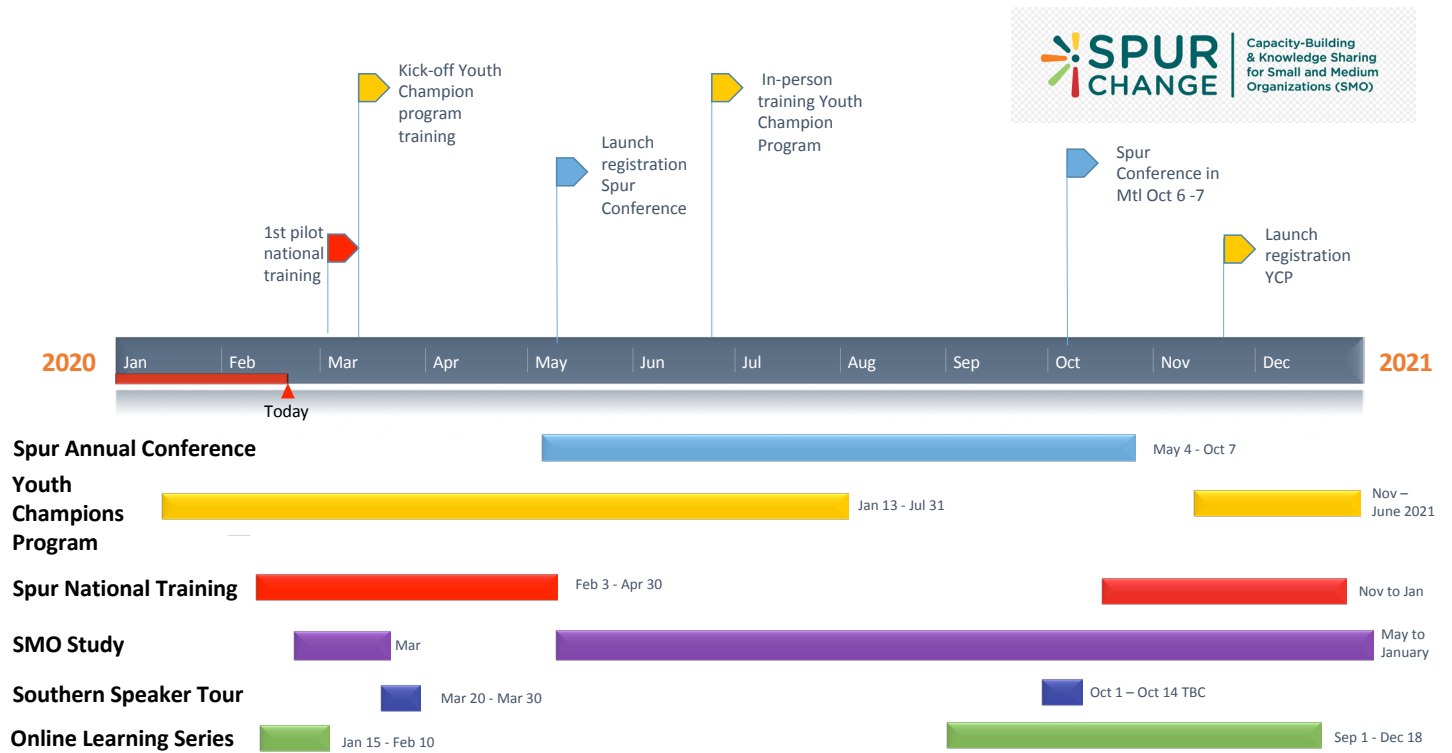 SPUR
CHANGE
Capacity-Building
& Knowledge Sharing
for Small and Medium
Organizations (SMO)
Kick-off Youth
Champion
program
training
In-person
training Youth
Champion
Program
Launch
registration
Spur
Conference
Spur
Conference in
Mtl Oct 6 -7
1st pilot
national
training
Launch
registration
YCP
2020 Jan Feb Mar Apr May Jun Jul Aug Sep Oct Nov Dec 2021
Today
Spur Annual Conference May 4 - Oct 7
Youth
Champions
Program
Jan 13 - Jul 31
Nov –
June 2021
Spur National Training Feb 3 - Apr 30 Nov to Jan
SMO Study Mar
May to
January
Southern Speaker Tour Mar 20 - Mar 30 Oct 1 – Oct 14 TBC
Online Learning Series Jan 15 - Feb 10 Sep 1 - Dec 18